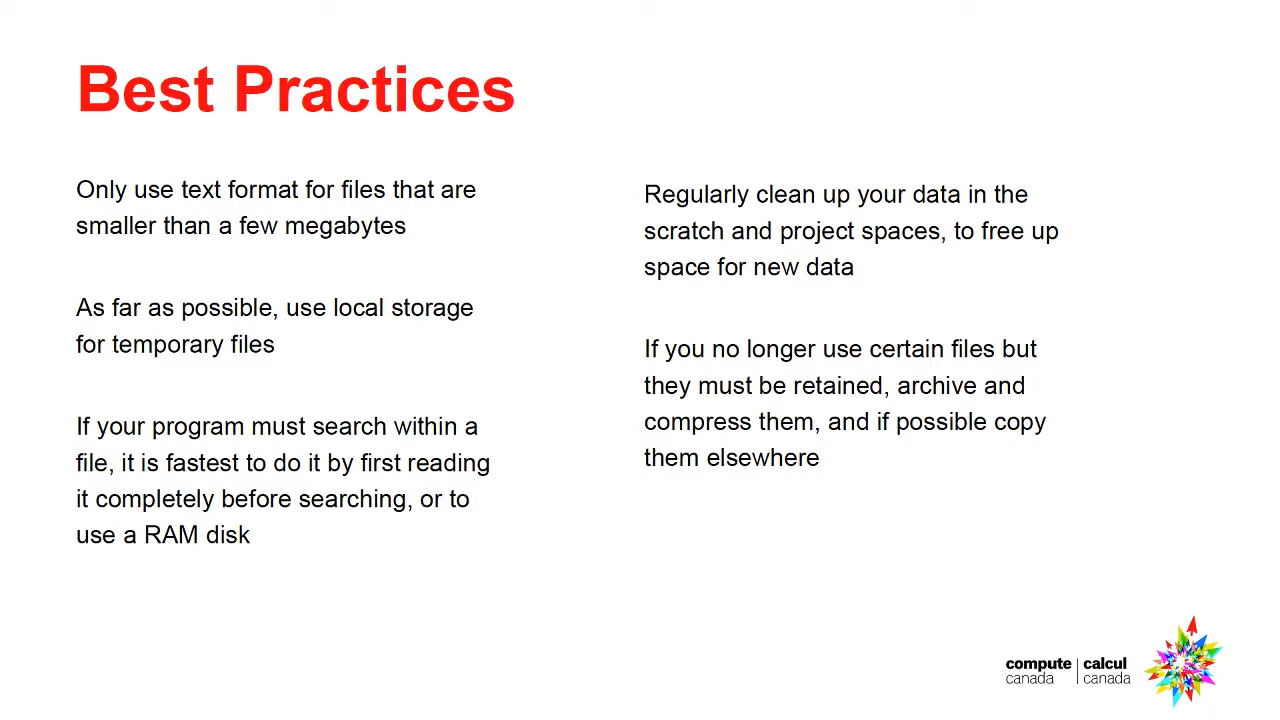 Best Practices
Only use text format for files that are
smaller than a few megabytes
As far as possible, use local storage
for temporary files
If your program must search within a
file, it is fastest to do it by first reading
it completely before searching, or to
use a RAM disk
Regularly clean up your data in the
scratch and project spaces, to free up
space for new data
If you no longer use certain files but
they must be retained, archive and
compress them, and if possible copy
them elsewhere
compute | calcul
canada | canada